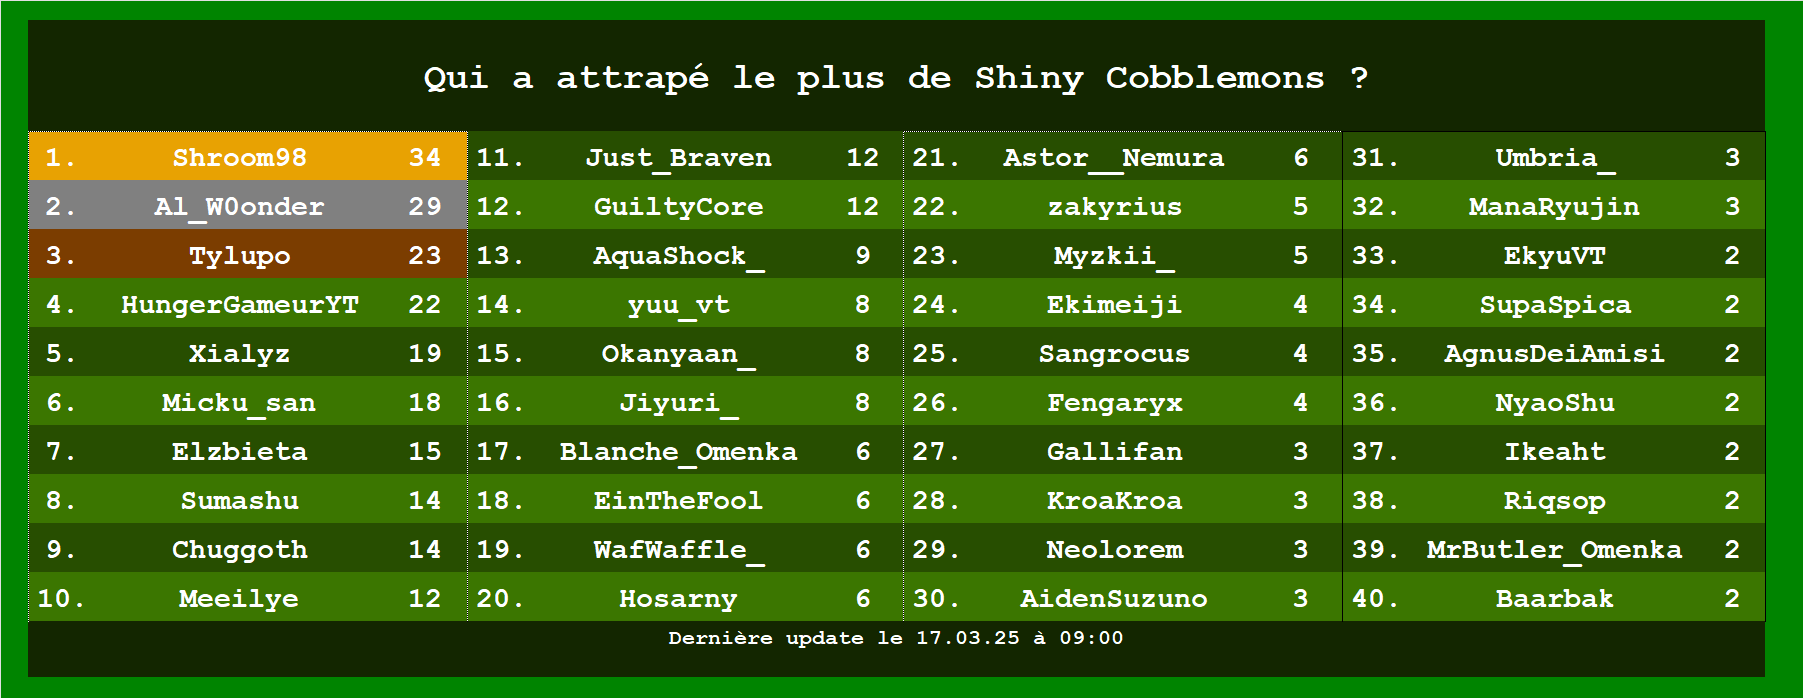 Qui a attrapé le plus de Shiny Cobblemons ?
1. Shroom98 34
2. Al_W0onder 29
3. Tylupo 23
4. HungerGameurYT 22
5. Xialyz 19
6. Micku_san 18
7. Elzbieta 15
8. Sumashu 14
9. Chuggoth 14
10. Meeilye 12
11. Just_Braven 12
12. GuiltyCore 12
13. AquaShock_ 9
14. yuu_vt 8
15. Okanyaan_ 8
16. Jiyuri_ 8
17. Blanche_Omenka 6
18. EinTheFool 6
19. WafWaffle_ 6
20. Hosarny 6
21. Astor__Nemura 6
22. zakyrius 5
23. Myzkii_ 5
24. Ekimeiji 4
25. Sangrocus 4
26. Fengaryx 4
27. Gallifan 3
28. KroaKroa 3
29. Neolorem 3
30. AidenSuzuno 3
31. Umbria_ 3
32. ManaRyujin 3
33. EkyuVT 2
34. SupaSpica 2
35. AgnusDeiAmisi 2
36. NyaoShu 2
37. Ikeaht 2
38. Riqsop 2
39. MrButler_Omenka 2
40. Baarbak 2
Dernière update le 17.03.25 à 09:00